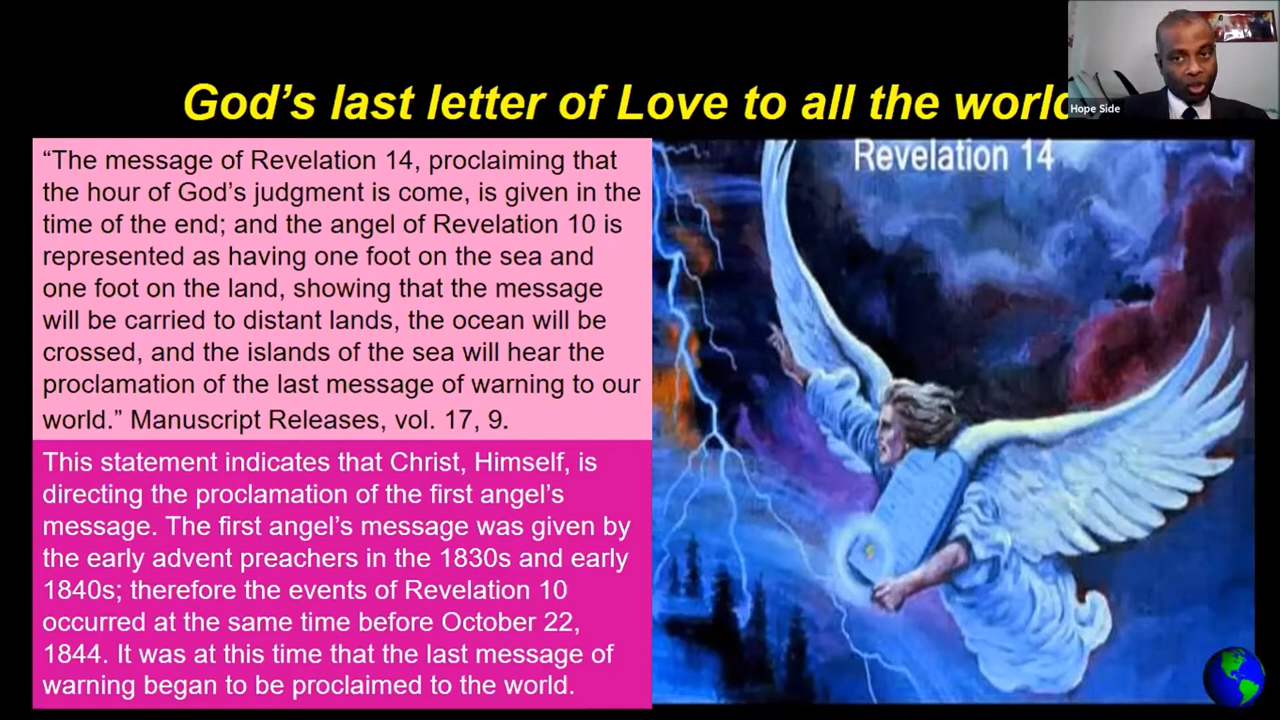 God's last letter of Love to all the world
Hope Side
"The message of Revelation 14, proclaiming that
the hour of God's judgment is come, is given in the
time of the end; and the angel of Revelation 10 is
represented as having one foot on the sea and
one foot on the land, showing that the message
will be carried to distant lands, the ocean will be
crossed, and the islands of the sea will hear the
proclamation of the last message of warning to our
world." Manuscript Releases, vol. 17, 9.
This statement indicates that Christ, Himself, is
directing the proclamation of the first angel's
message. The first angel's message was given by
the early advent preachers in the 1830s and early
1840s; therefore the events of Revelation 10
occurred at the same time before October 22,
1844. It was at this time that the last message of
warning began to be proclaimed to the world.
Revelation 14